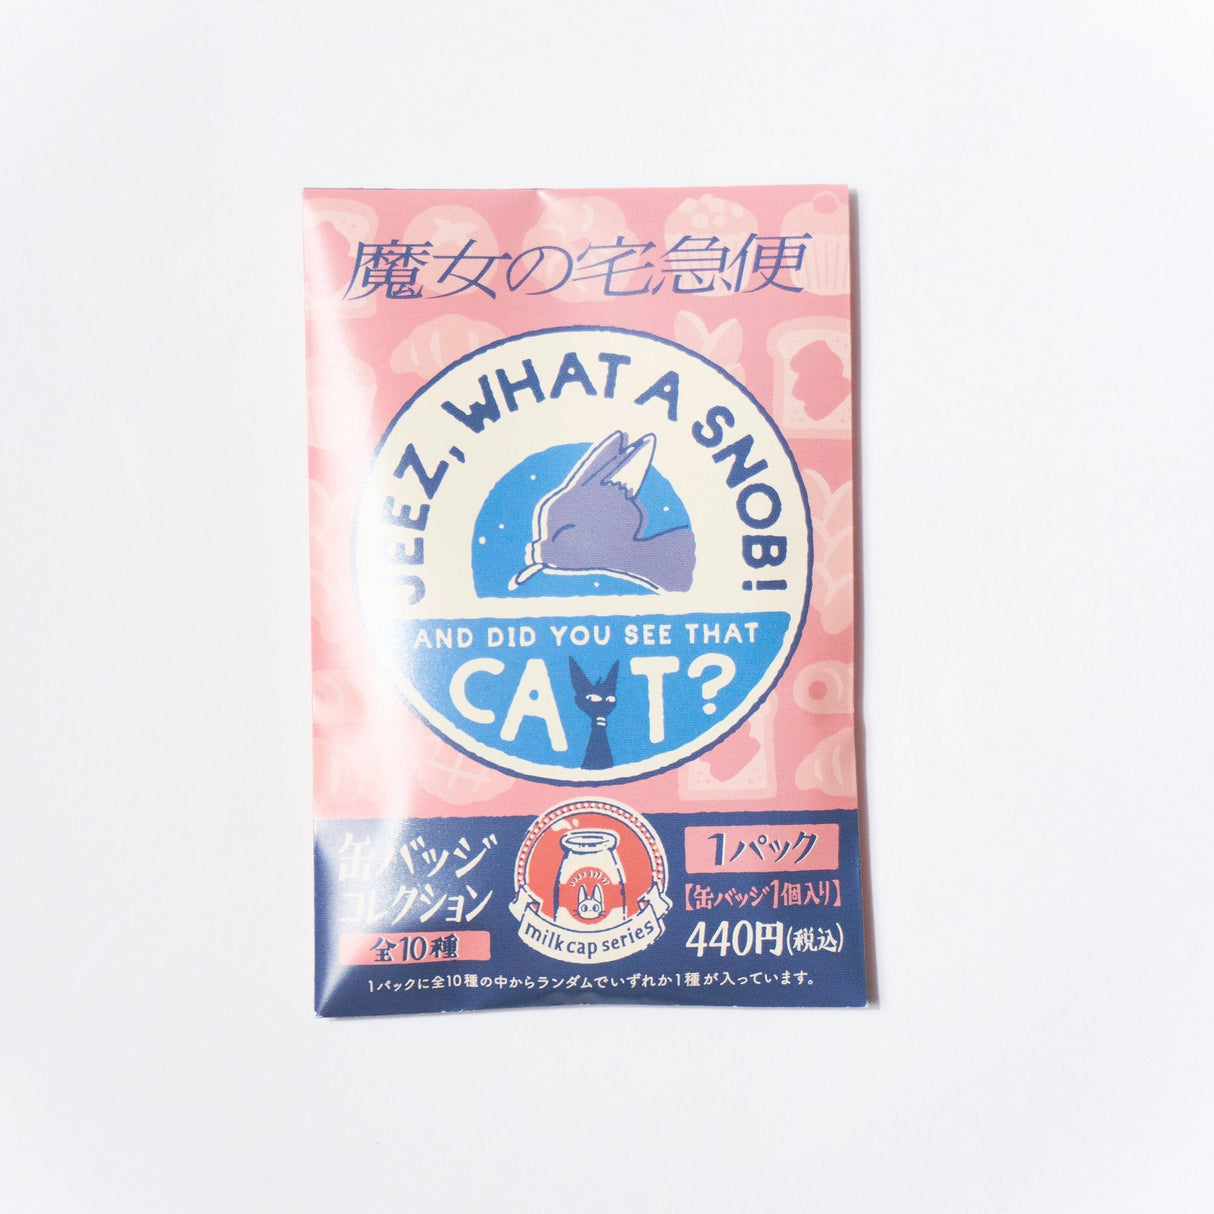 魔女の宅急便
JEEZ, WHAT A SNOB!
AND DID YOU SEE THAT
CAT?
缶バッジ
コレクション
全10種
milk cap series
1パック
【缶バッジ1個入り】
440円(税込)
1パックに全10種の中からランダムでいずれか1種が入っています。